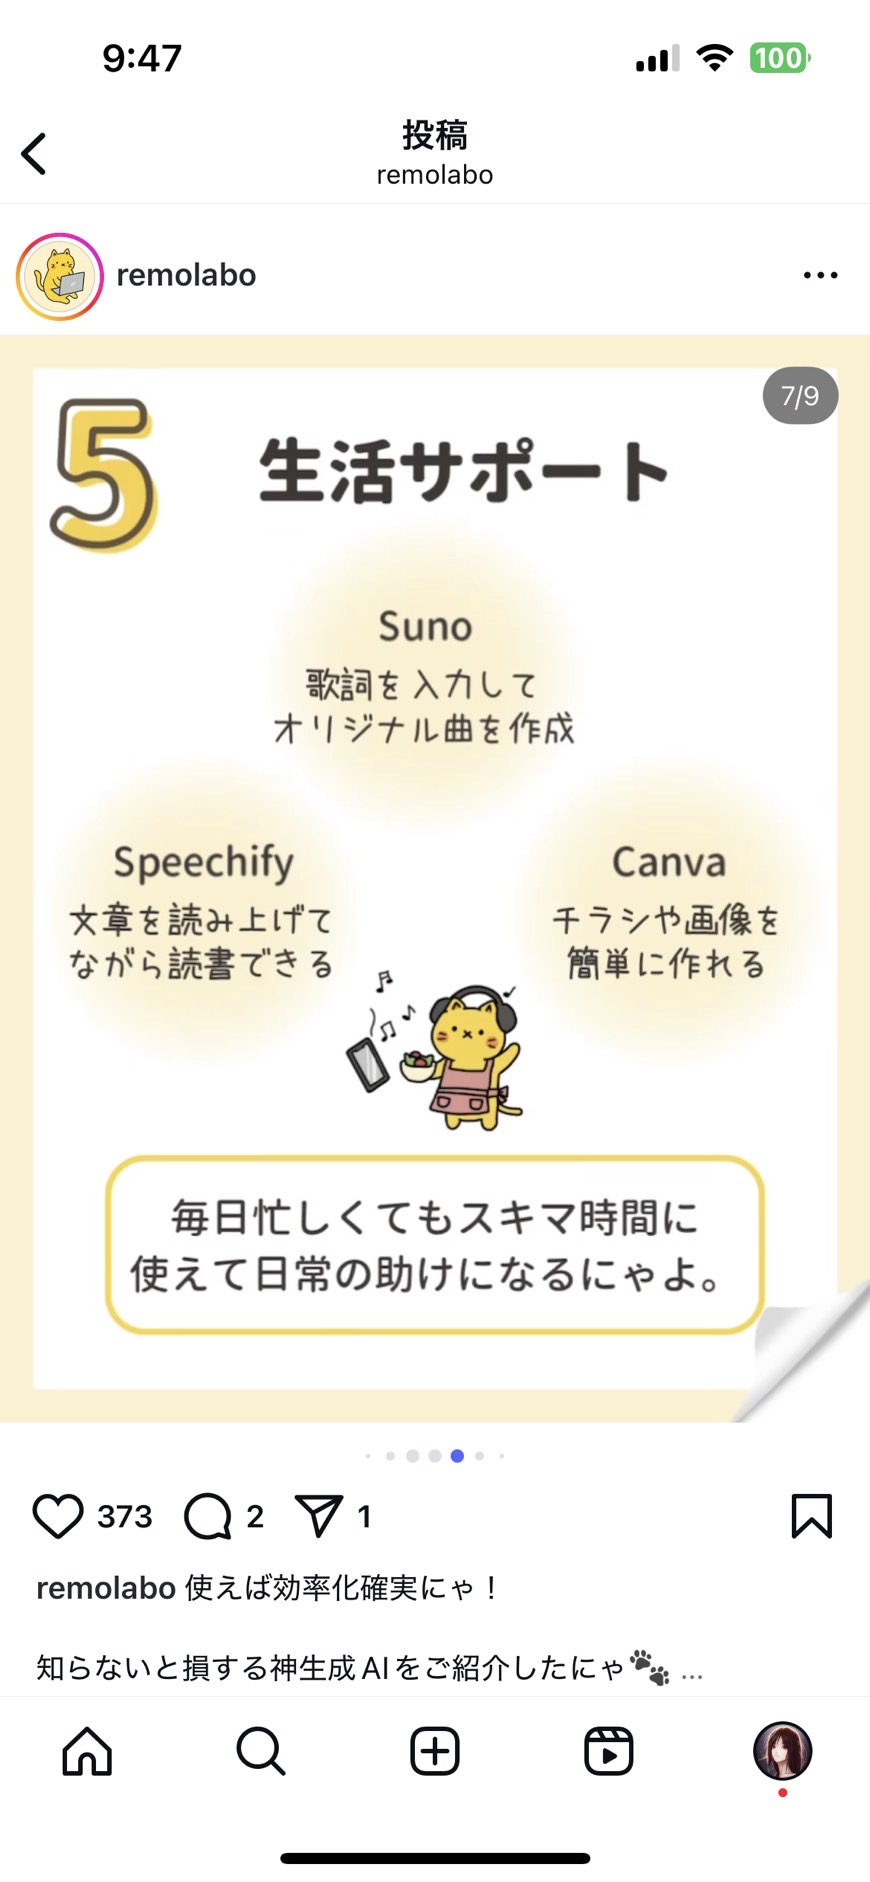 9:47
100
投稿
remolabo
remolabo
7/9
5 生活サポート
Suno
歌詞を入力して
オリジナル曲を作成
Speechify
文章を読み上げて
ながら読書できる
Canva
チラシや画像を
簡単に作れる
毎日忙しくてもスキマ時間に
使えて日常の助けになるにゃよ。
373 2 1
remolabo 使えば効率化確実にゃ！
知らないと損する神生成AIをご紹介したにゃ🐾 ...